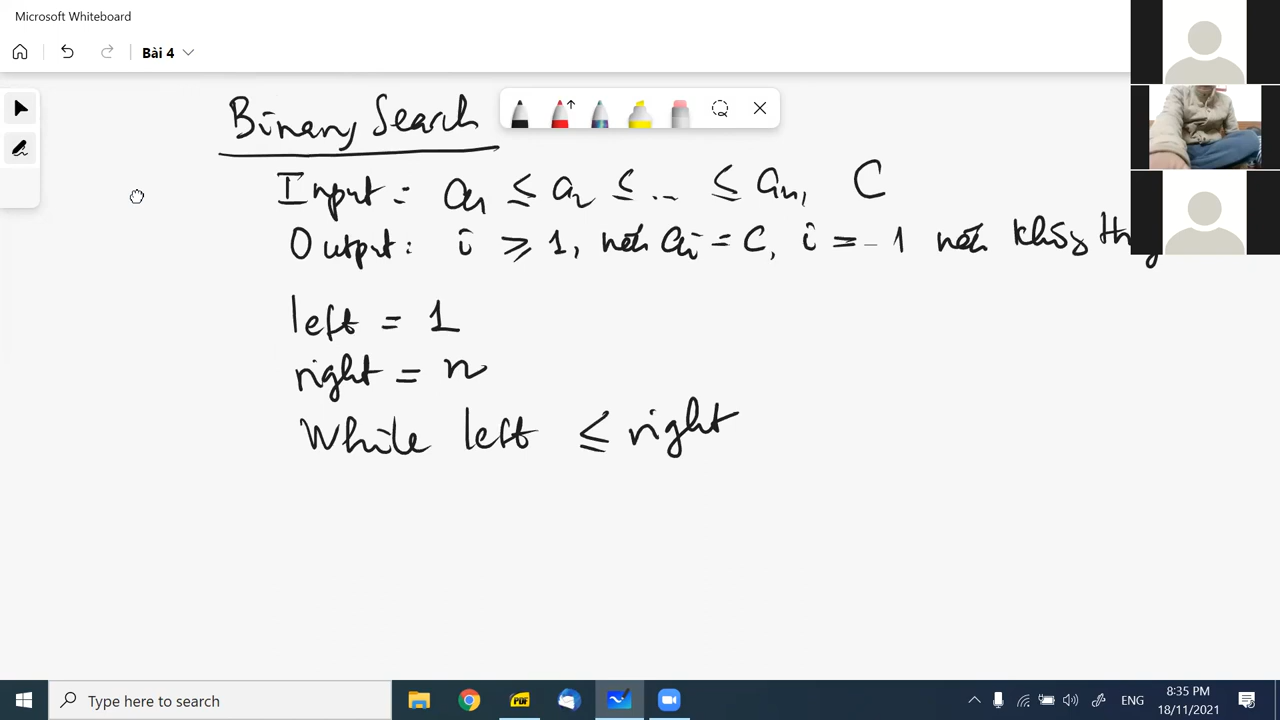 Microsoft Whiteboard
Bài 4
Binary Search
Input: a1 ≤ a2 ≤ ... ≤ an, C
Output: i ≥ 1, nếu ai = C, i = -1 nếu không
left = 1
right = n
While left ≤ right
Type here to search
PDF
ENG
8:35 PM
18/11/2021